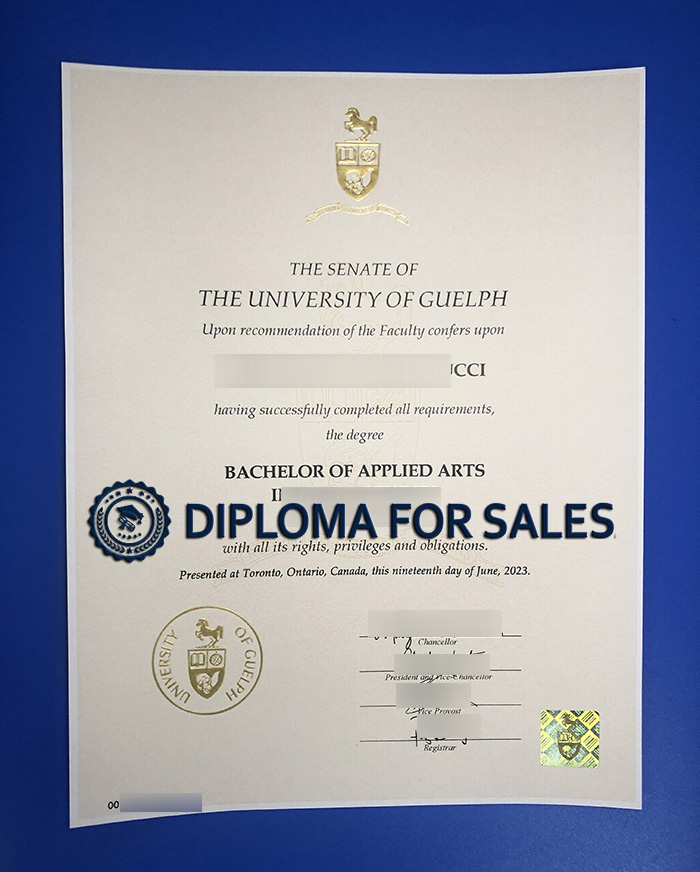 THE SENATE OF
THE UNIVERSITY OF GUELPH
Upon recommendation of the Faculty confers upon
UCCI
having successfully completed all requirements,
the degree
BACHELOR OF APPLIED ARTS
DIPLOMA FOR SALES
with all its rights, privileges and obligations.
Presented at Toronto, Ontario, Canada, this nineteenth day of June, 2023.
UNIVERSITY OF GUELPH
Chancellor
President and Vice-Chancellor
Vice Provost
Registrar
00